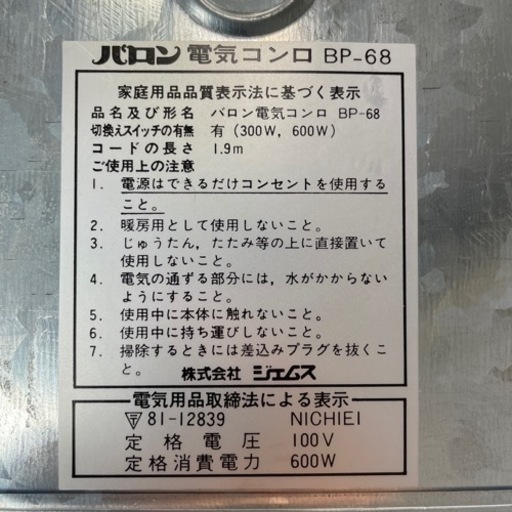 バロン 電気コンロ BP-68
家庭用品品質表示法に基づく表示
品名及び形名 バロン電気コンロ BP-68
切換えスイッチの有無 有(300W, 600W)
コードの長さ 1.9m
ご使用上の注意
1. 電源はできるだけコンセントを使用する
こと。
2. 暖房用として使用しないこと。
3. じゅうたん,たたみ等の上に直接置いて
使用しないこと。
4. 電気の通ずる部分には,水がかからない
ようにすること。
5. 使用中に本体に触れないこと。
6. 使用中に持ち運びしないこと。
7. 掃除するときには差込みプラグを抜くこ
と。
株式会社 ジェムス
電気用品取締法による表示
81-12839 NICHIEI
定格電圧 100V
定格消費電力 600W